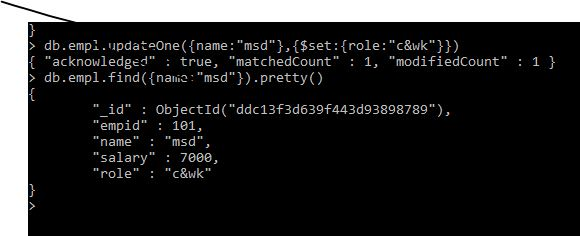 }
> db.empl.updateOne({name:"msd"},{$set:{role:"c&wk"}})
{ "acknowledged" : true, "matchedCount" : 1, "modifiedCount" : 1 }
> db.empl.find({name:"msd"}).pretty()
{
        "_id" : ObjectId("ddc13f3d639f443d93898789"),
        "empid" : 101,
        "name" : "msd",
        "salary" : 7000,
        "role" : "c&wk"
}
>